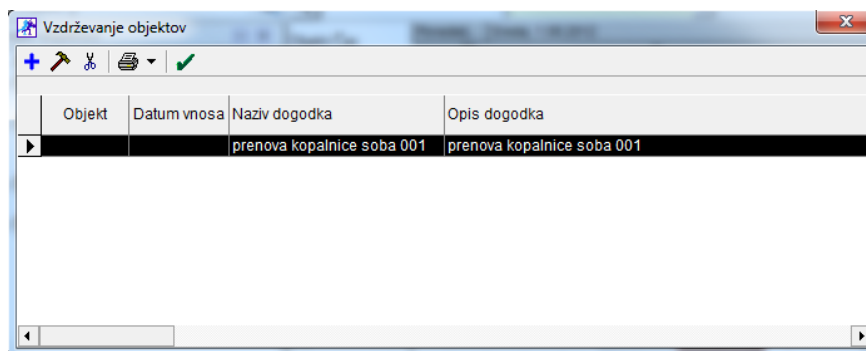 Vzdrževanje objektov
Objekt Datum vnosa Naziv dogodka Opis dogodka
prenova kopalnice soba 001 prenova kopalnice soba 001